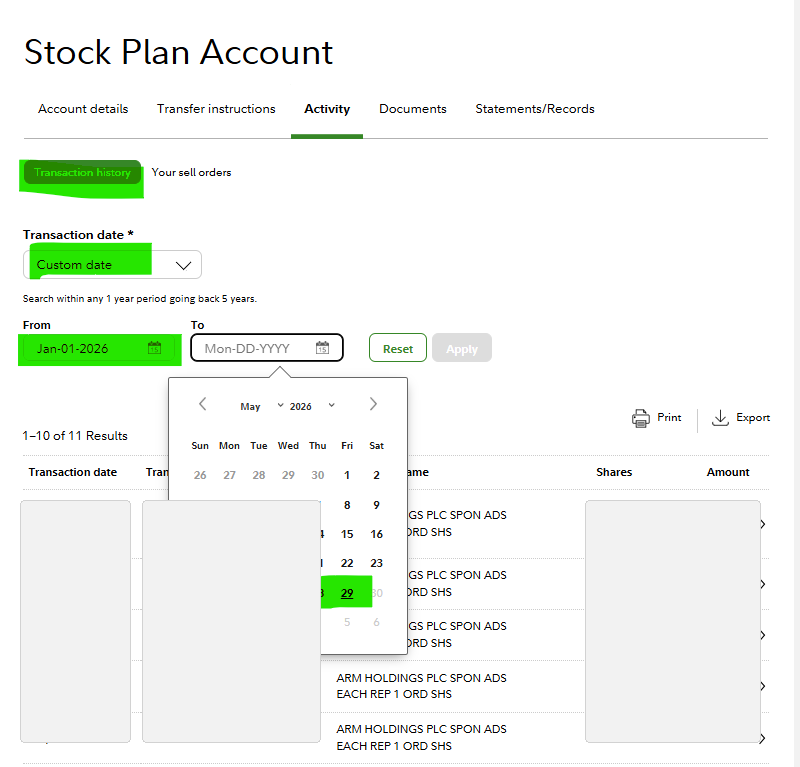 Stock Plan Account
Account details Transfer instructions Activity Documents Statements/Records
Transaction history Your sell orders
Transaction date *
Custom date
Search within any 1 year period going back 5 years.
From To
Jan-01-2026 Mon-DD-YYYY Reset Apply
May 2026
Print Export
1–10 of 11 Results
Sun Mon Tue Wed Thu Fri Sat
Transaction date Shares Amount
26 27 28 29 30 1 2
8 9
GS PLC SPON ADS
ORD SHS
15 16
22 23
GS PLC SPON ADS
29 30
ORD SHS
5 6
GS PLC SPON ADS
ORD SHS
ARM HOLDINGS PLC SPON ADS
EACH REP 1 ORD SHS
ARM HOLDINGS PLC SPON ADS
EACH REP 1 ORD SHS